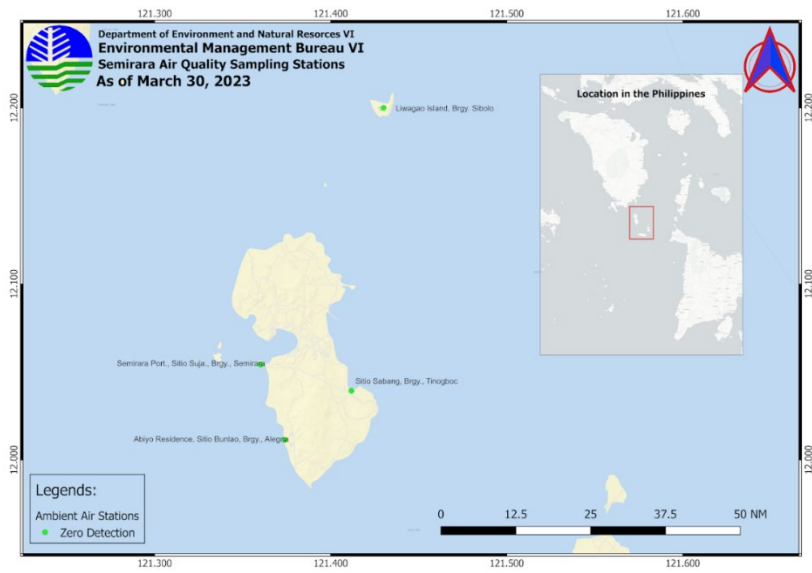 121.300 121.400 121.500 121.600
Department of Environment and Natural Resorces VI
Environmental Management Bureau VI
Semirara Air Quality Sampling Stations
As of March 30, 2023
Location in the Philippines
12.200
12.200
Liwagao Island, Brgy. Sibolo
12.100
12.100
Semirara Port., Sitio Suja., Brgy., Semirara
Sitio Sabang, Brgy., Tinogboc
Abiyo Residence, Sitio Bunlao, Brgy., Alegria
12.000
12.000
Legends:
Ambient Air Stations
Zero Detection
0 12.5 25 37.5 50 NM
121.300 121.400 121.500 121.600